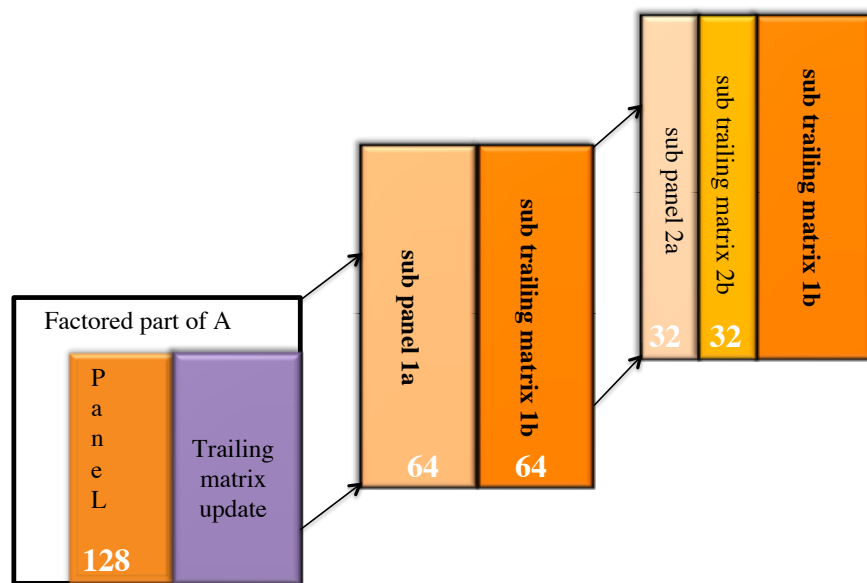 Factored part of A
P
a
n
e
L
128
Trailing
matrix
update
sub panel 1a
64
sub trailing matrix 1b
64
sub panel 2a
32
sub trailing matrix 2b
32
sub trailing matrix 1b